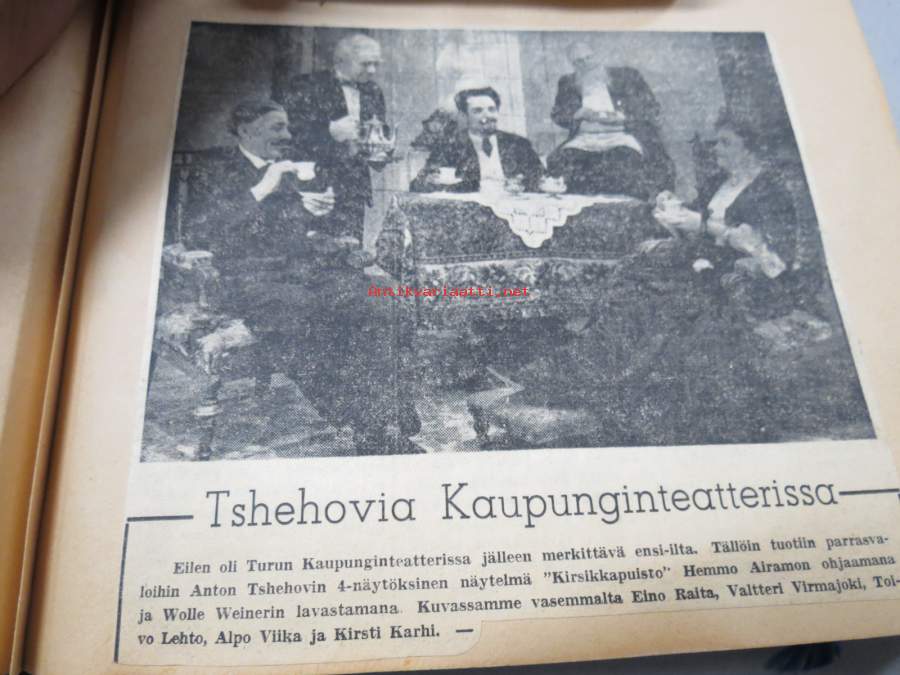 Antikvariaatti.net
Tshehovia Kaupunginteatterissa
Eilen oli Turun Kaupunginteatterissa jälleen merkittävä ensi-ilta. Tällöin tuotiin parrasva-
loihin Anton Tshehovin 4-näytöksinen näytelmä "Kirsikkapuisto" Hemmo Airamon ohjaamana
ja Wolle Weinerin lavastamana. Kuvassamme vasemmalta Eino Raita, Valtteri Virmajoki, Toi-
vo Lehto, Alpo Viika ja Kirsti Karhi. —